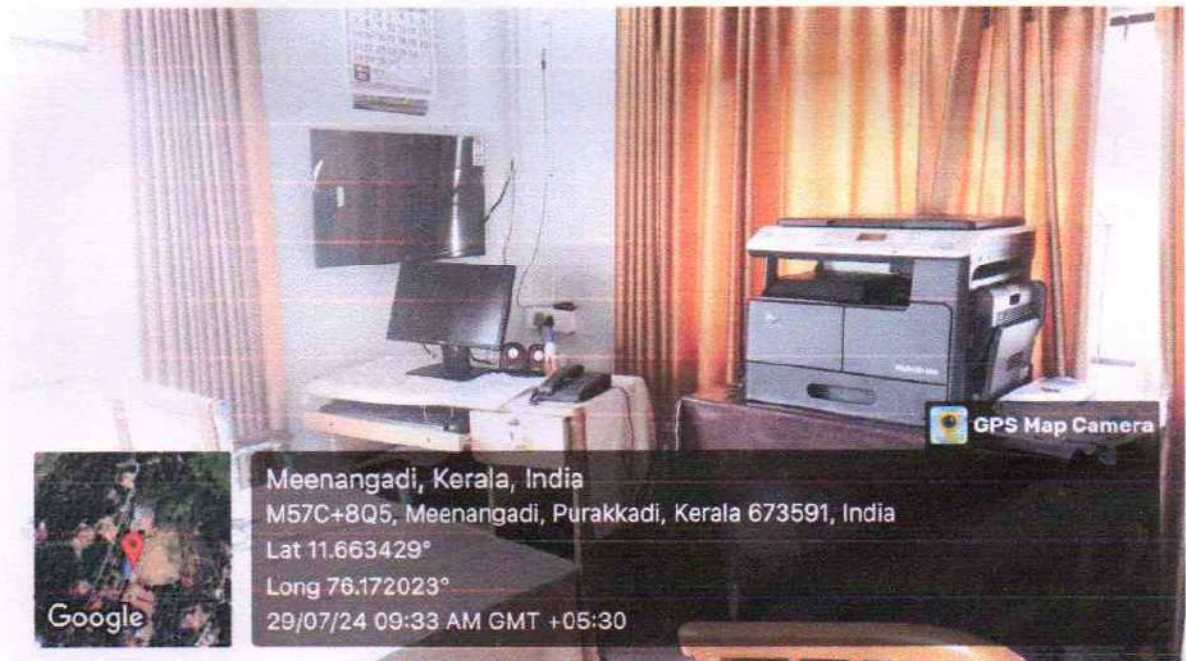 GPS Map Camera
Meenangadi, Kerala, India
M57C+8Q5, Meenangadi, Purakkadi, Kerala 673591, India
Lat 11.663429°
Long 76.172023°
29/07/24 09:33 AM GMT +05:30
Google